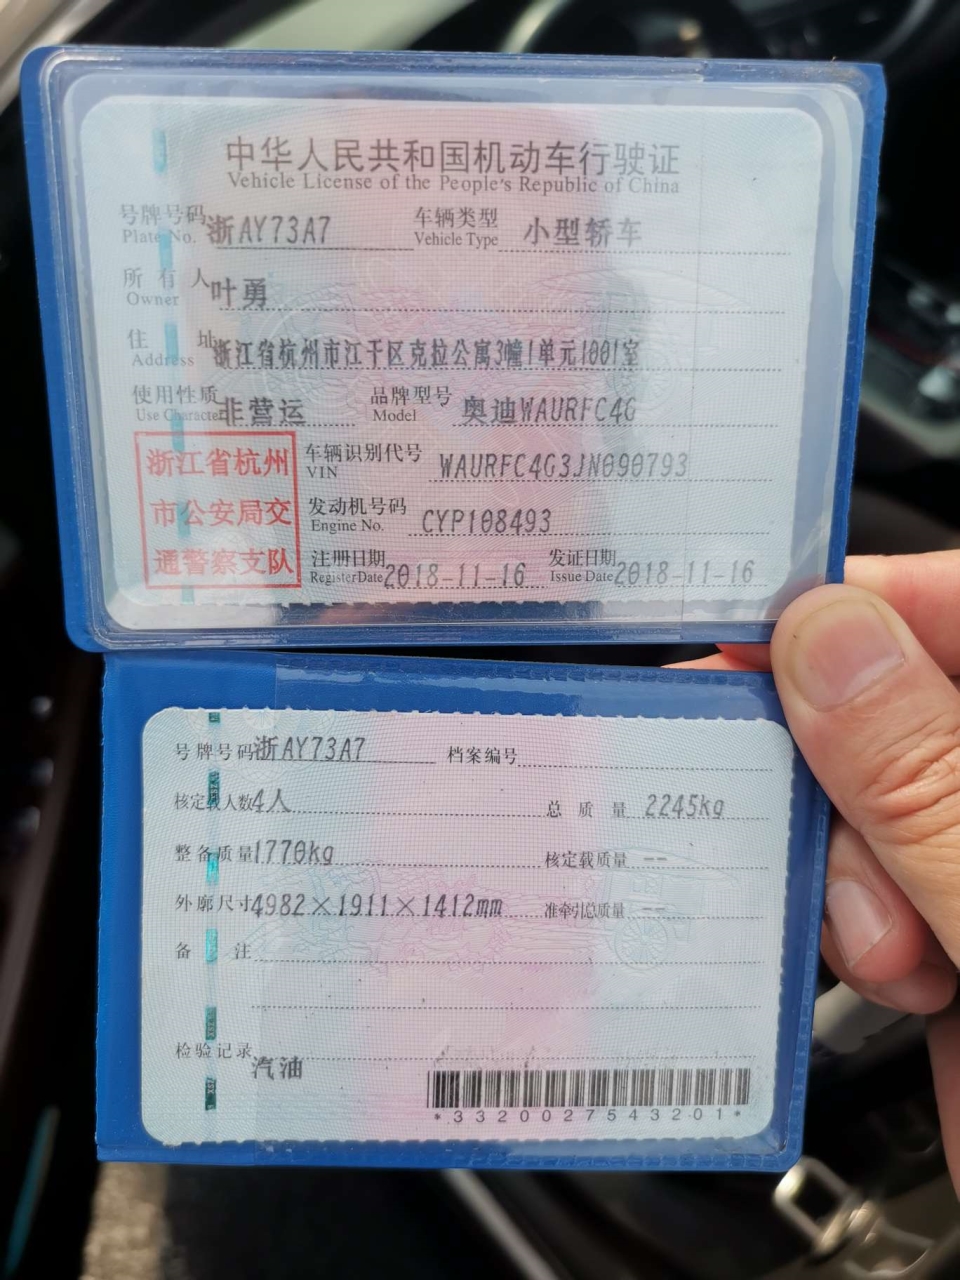 中华人民共和国机动车行驶证
Vehicle License of the People's Republic of China
号牌号码 浙AY73A7 车辆类型 小型轿车
Plate No. Vehicle Type
所有人 叶勇
Owner
住址 浙江省杭州市江干区克拉公寓3幢1单元1001室
Address
使用性质 非营运 品牌型号 奥迪WAURFC4G
Use Character Model
浙江省杭州
市公安局交
通警察支队
车辆识别代号 WAURFC4G3JN090793
VIN
发动机号码 CYP108493
Engine No.
注册日期 2018-11-16 发证日期 2018-11-16
Register Date Issue Date
号牌号码 浙AY73A7 档案编号
核定载人数 4人 总质量 2245kg
整备质量 1770kg 核定载质量 --
外廓尺寸 4982×1911×1412mm 准牵引总质量 --
备注
检验记录
汽油
*3320027543201*